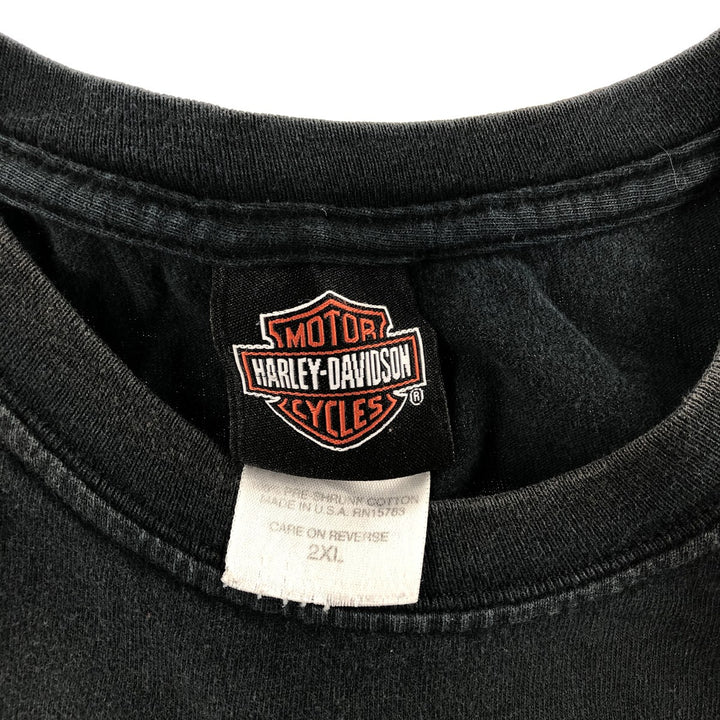 MOTOR
HARLEY-DAVIDSON
CYCLES
®
PRE SHRUNK COTTON
MADE IN U.S.A. RN15763
CARE ON REVERSE
2XL